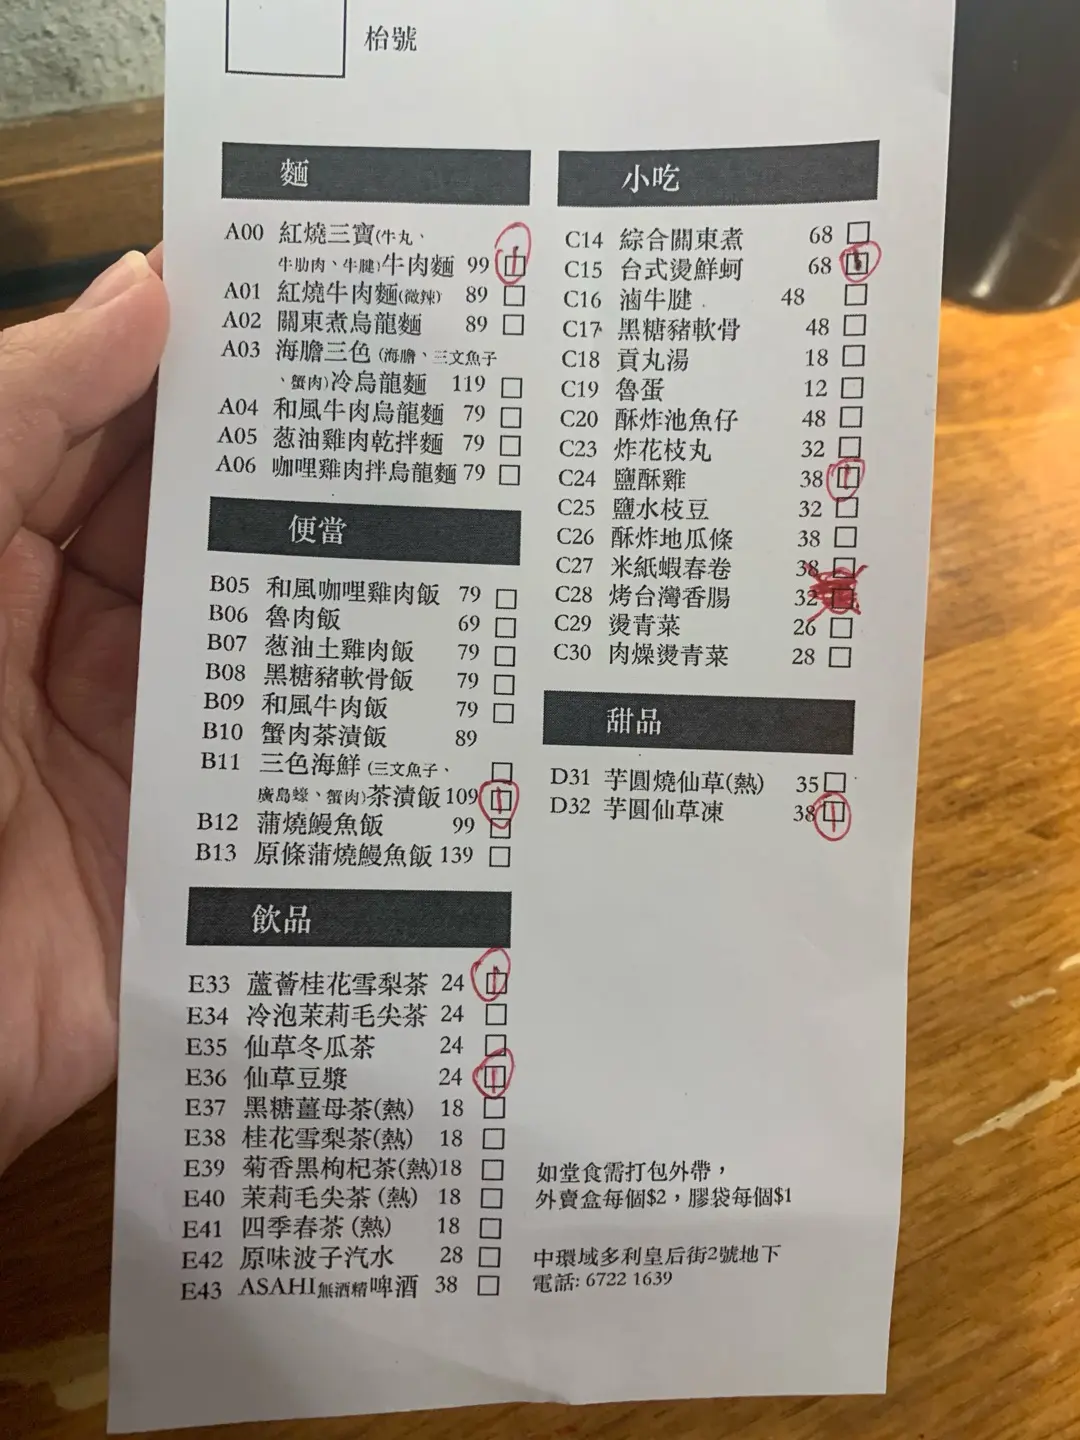 枱號
麵
A00 紅燒三寶(牛丸、
牛肋肉、牛腱)牛肉麵 99
A01 紅燒牛肉麵(微辣) 89
A02 關東煮烏龍麵 89
A03 海膽三色 (海膽、三文魚子
、蟹肉)冷烏龍麵 119
A04 和風牛肉烏龍麵 79
A05 葱油雞肉乾拌麵 79
A06 咖哩雞肉拌烏龍麵 79
便當
B05 和風咖哩雞肉飯 79
B06 魯肉飯 69
B07 葱油土雞肉飯 79
B08 黑糖豬軟骨飯 79
B09 和風牛肉飯 79
B10 蟹肉茶漬飯 89
B11 三色海鮮 (三文魚子、
廣島蠔、蟹肉)茶漬飯 109
B12 蒲燒鰻魚飯 99
B13 原條蒲燒鰻魚飯 139
飲品
E33 蘆薈桂花雪梨茶 24
E34 冷泡茉莉毛尖茶 24
E35 仙草冬瓜茶 24
E36 仙草豆漿 24
E37 黑糖薑母茶(熱) 18
E38 桂花雪梨茶(熱) 18
E39 菊香黑枸杞茶(熱)18
E40 茉莉毛尖茶 (熱) 18
E41 四季春茶 (熱) 18
E42 原味波子汽水 28
E43 ASAHI無酒精啤酒 38
小吃
C14 綜合關東煮 68
C15 台式燙鮮蚵 68
C16 滷牛腱 48
C17 黑糖豬軟骨 48
C18 貢丸湯 18
C19 魯蛋 12
C20 酥炸池魚仔 48
C23 炸花枝丸 32
C24 鹽酥雞 38
C25 鹽水枝豆 32
C26 酥炸地瓜條 38
C27 米紙蝦春卷 38
C28 烤台灣香腸 32
C29 燙青菜 26
C30 肉燥燙青菜 28
甜品
D31 芋圓燒仙草(熱) 35
D32 芋圓仙草凍 38
如堂食需打包外帶，
外賣盒每個$2，膠袋每個$1
中環域多利皇后街2號地下
電話: 6722 1639